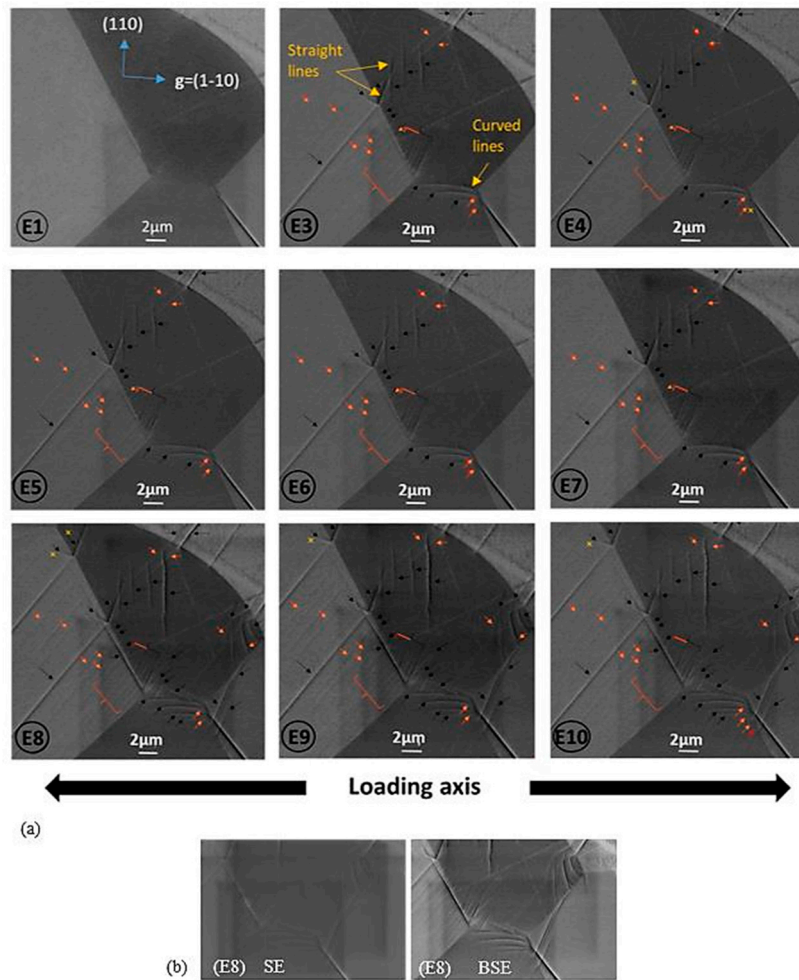 (110)
g=(1-10)
E1
2µm
Straight
lines
Curved
lines
E3
2µm
E4
2µm
E5
2µm
E6
2µm
E7
2µm
E8
2µm
E9
2µm
E10
2µm
Loading axis
(a)
(b)
(E8) SE
(E8) BSE